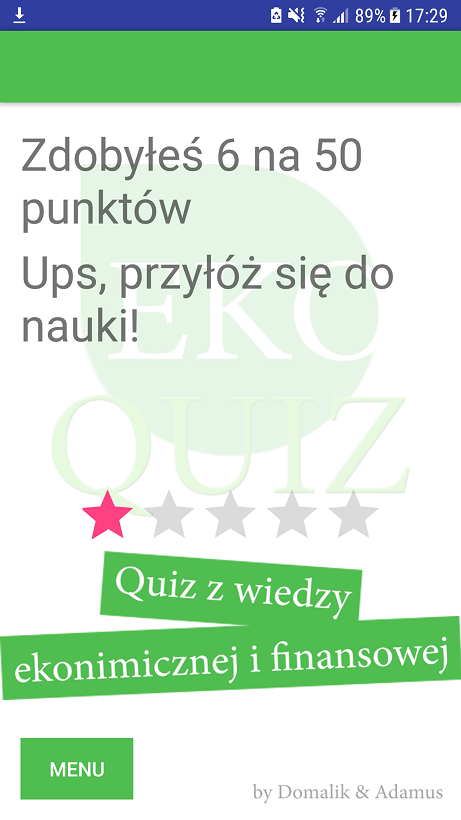 89% 17:29
Zdobyłeś 6 na 50
punktów
Ups, przyłóż się do
nauki!
EKO
QUIZ
Quiz z wiedzy
ekonimicznej i finansowej
MENU
by Domalik & Adamus